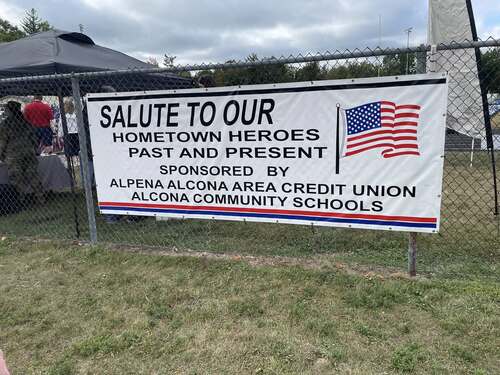 SALUTE TO OUR
HOMETOWN HEROES
PAST AND PRESENT
SPONSORED BY
ALPENA ALCONA AREA CREDIT UNION
ALCONA COMMUNITY SCHOOLS